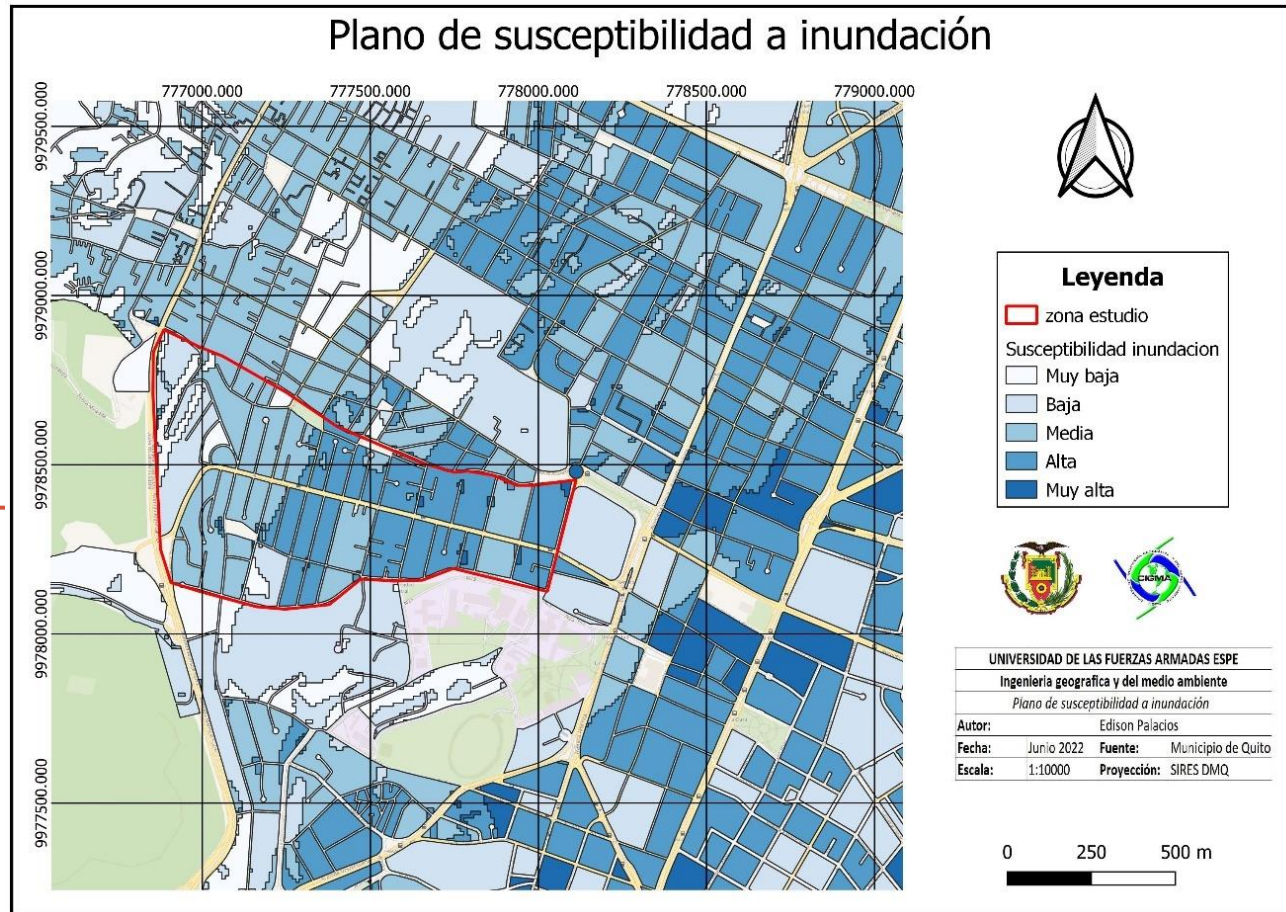 Plano de susceptibilidad a inundación
777000.000 777500.000 778000.000 778500.000 779000.000
9979500.000
9979000.000
9978500.000
9978000.000
9977500.000
Leyenda
zona estudio
Susceptibilidad inundacion
Muy baja
Baja
Media
Alta
Muy alta
CIGMA
UNIVERSIDAD DE LAS FUERZAS ARMADAS ESPE
Ingenieria geografica y del medio ambiente
Plano de susceptibilidad a inundación
Autor: Edison Palacios
Fecha: Junio 2022 Fuente: Municipio de Quito
Escala: 1:10000 Proyección: SIRES DMQ
0 250 500 m